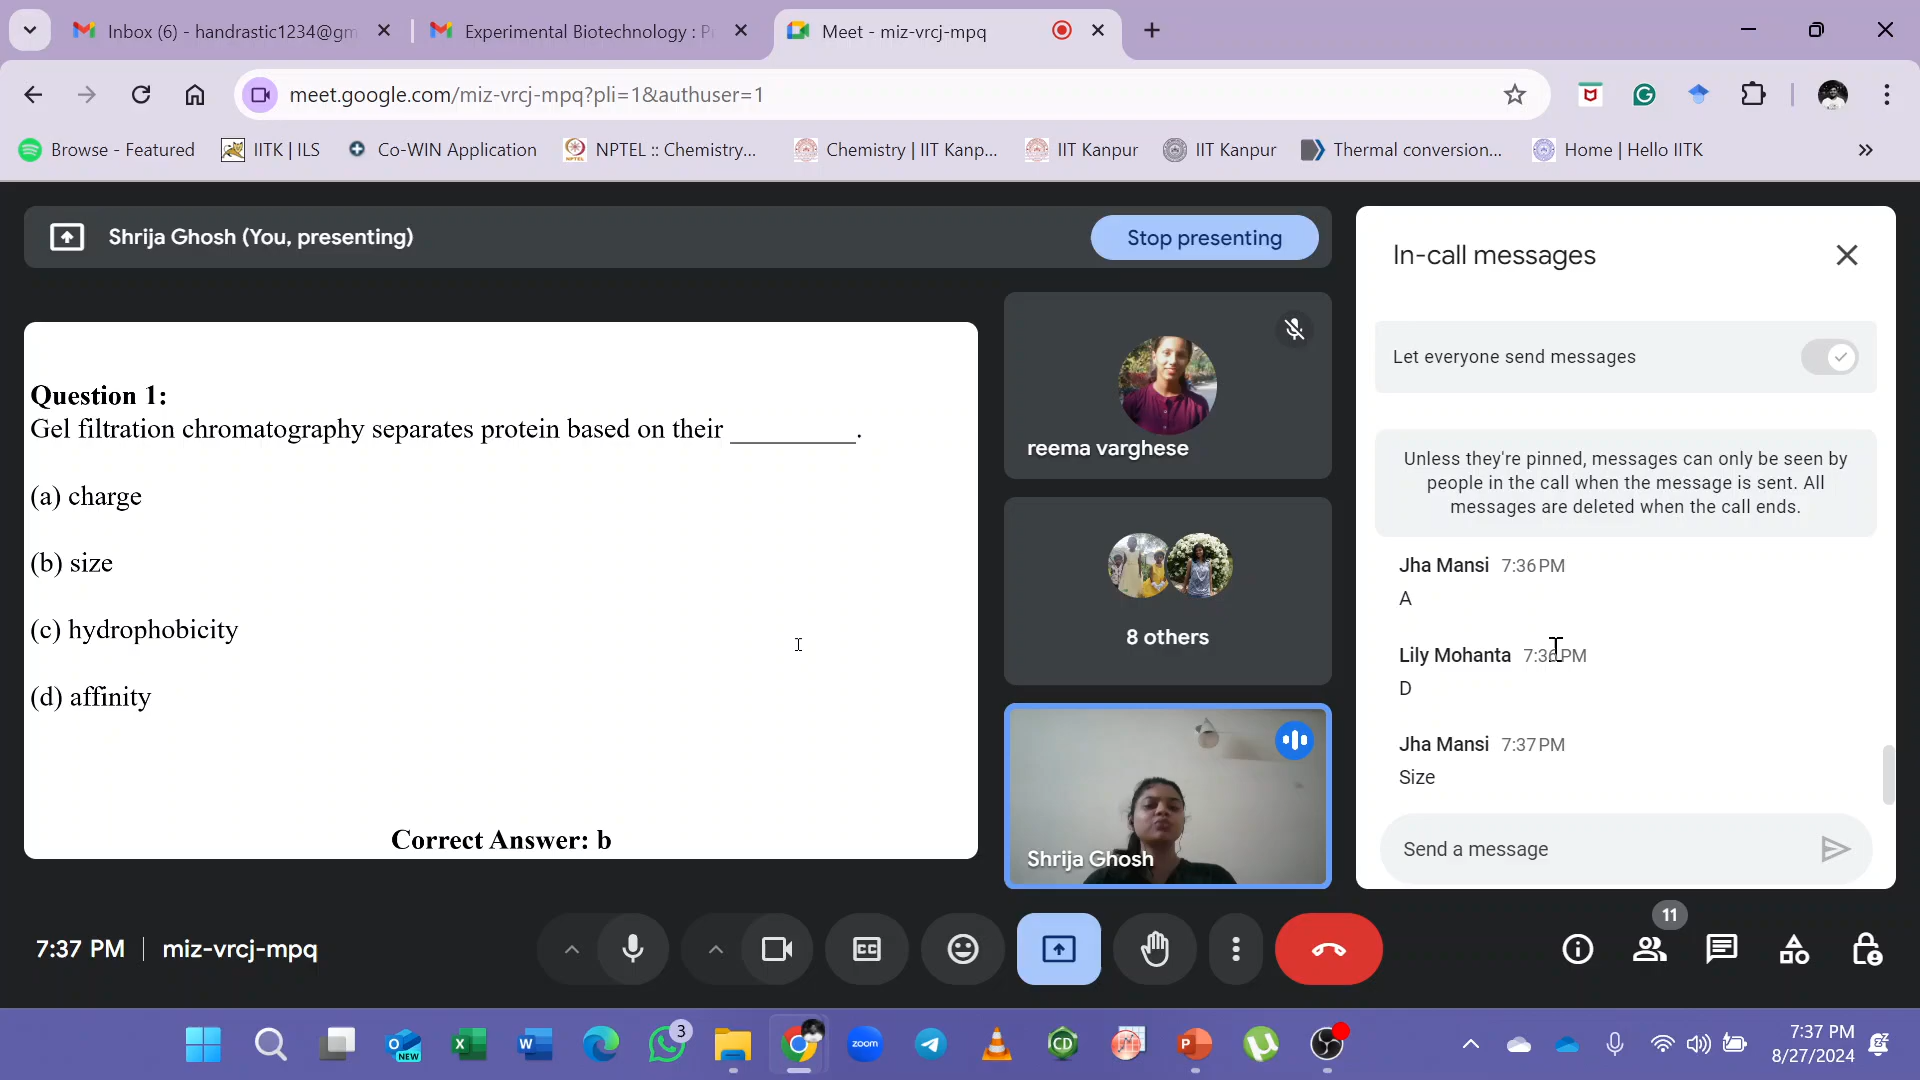 Inbox (6) - handrastic1234@gm
Experimental Biotechnology : P
Meet - miz-vrcj-mpq
meet.google.com/miz-vrcj-mpq?pli=1&authuser=1
Browse - Featured
IITK | ILS
Co-WIN Application
NPTEL :: Chemistry...
Chemistry | IIT Kanp...
IIT Kanpur
IIT Kanpur
Thermal conversion...
Home | Hello IITK
Shrija Ghosh (You, presenting)
Stop presenting
Question 1:
Gel filtration chromatography separates protein based on their _________.
(a) charge
(b) size
(c) hydrophobicity
(d) affinity
Correct Answer: b
reema varghese
8 others
Shrija Ghosh
In-call messages
Let everyone send messages
Unless they're pinned, messages can only be seen by
people in the call when the message is sent. All
messages are deleted when the call ends.
Jha Mansi 7:36 PM
A
Lily Mohanta 7:36 PM
D
Jha Mansi 7:37 PM
Size
Send a message
7:37 PM
miz-vrcj-mpq
CC
11
NEW
3
zoom
CD
7:37 PM
8/27/2024